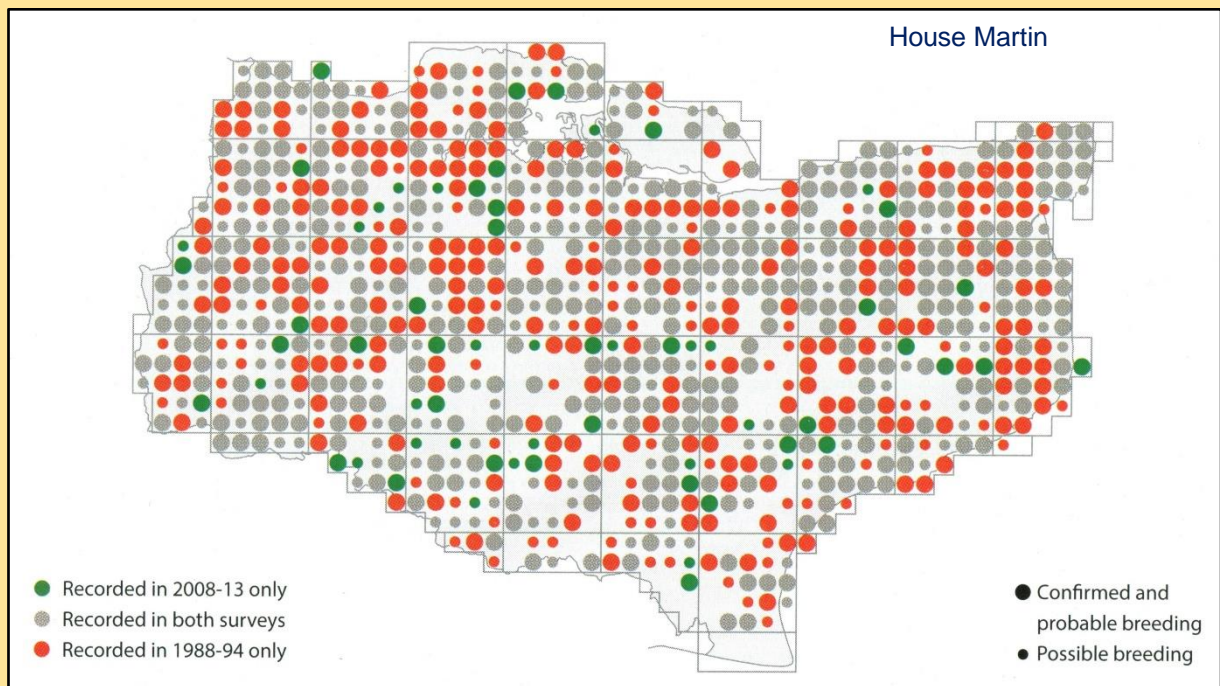 House Martin
Recorded in 2008-13 only
Recorded in both surveys
Recorded in 1988-94 only
Confirmed and
probable breeding
Possible breeding